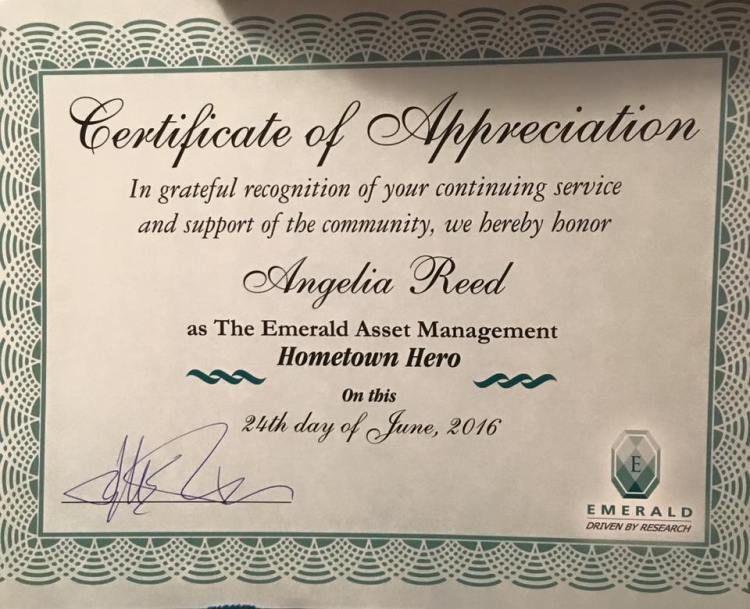 Certificate of Appreciation
In grateful recognition of your continuing service
and support of the community, we hereby honor
Angelia Reed
as The Emerald Asset Management
Hometown Hero
On this
24th day of June, 2016
E
EMERALD
DRIVEN BY RESEARCH